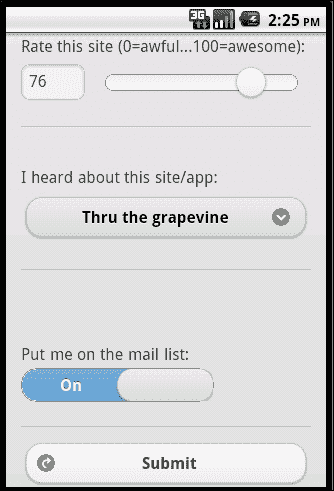 3G 2:25 PM
Rate this site (0=awful...100=awesome):
76
I heard about this site/app:
Thru the grapevine
Put me on the mail list:
On
Submit